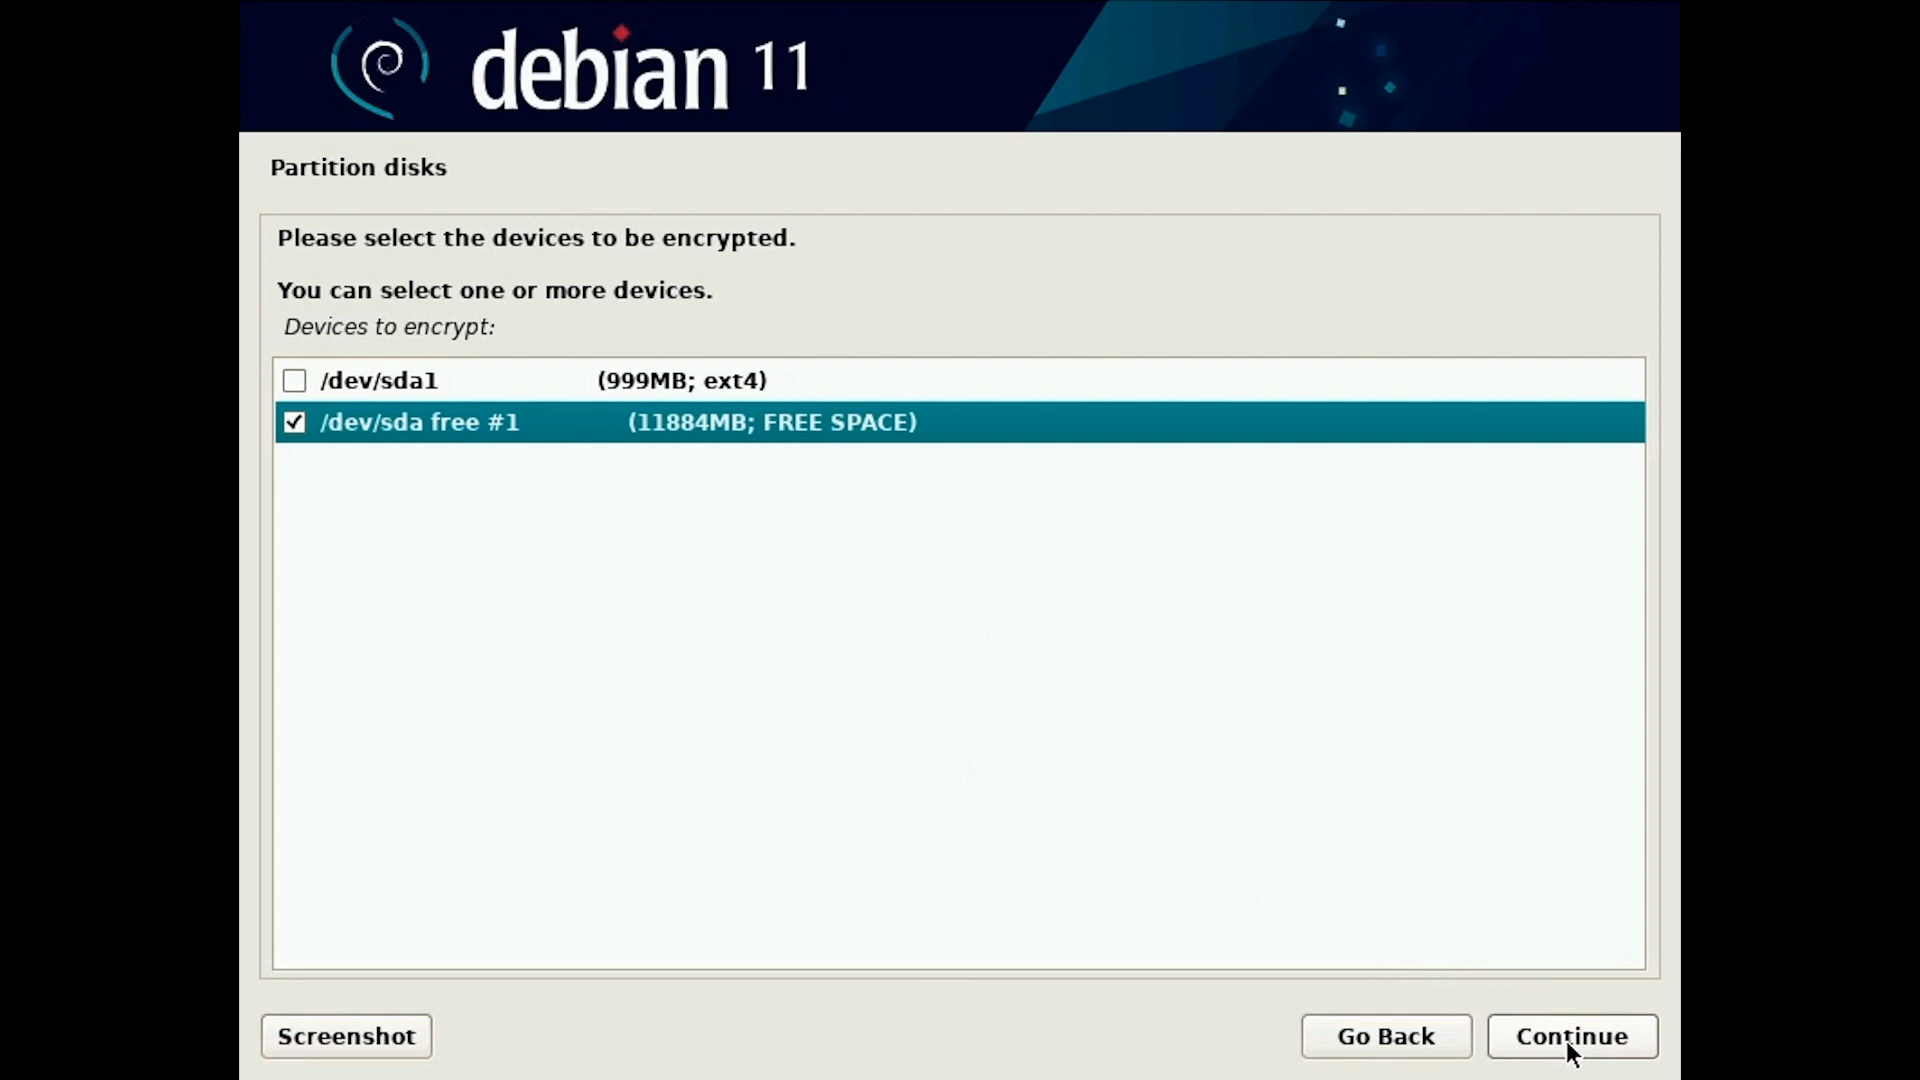 debian 11
Partition disks
Please select the devices to be encrypted.
You can select one or more devices.
Devices to encrypt:
/dev/sda1 (999MB; ext4)
/dev/sda free #1 (11884MB; FREE SPACE)
Screenshot Go Back Continue